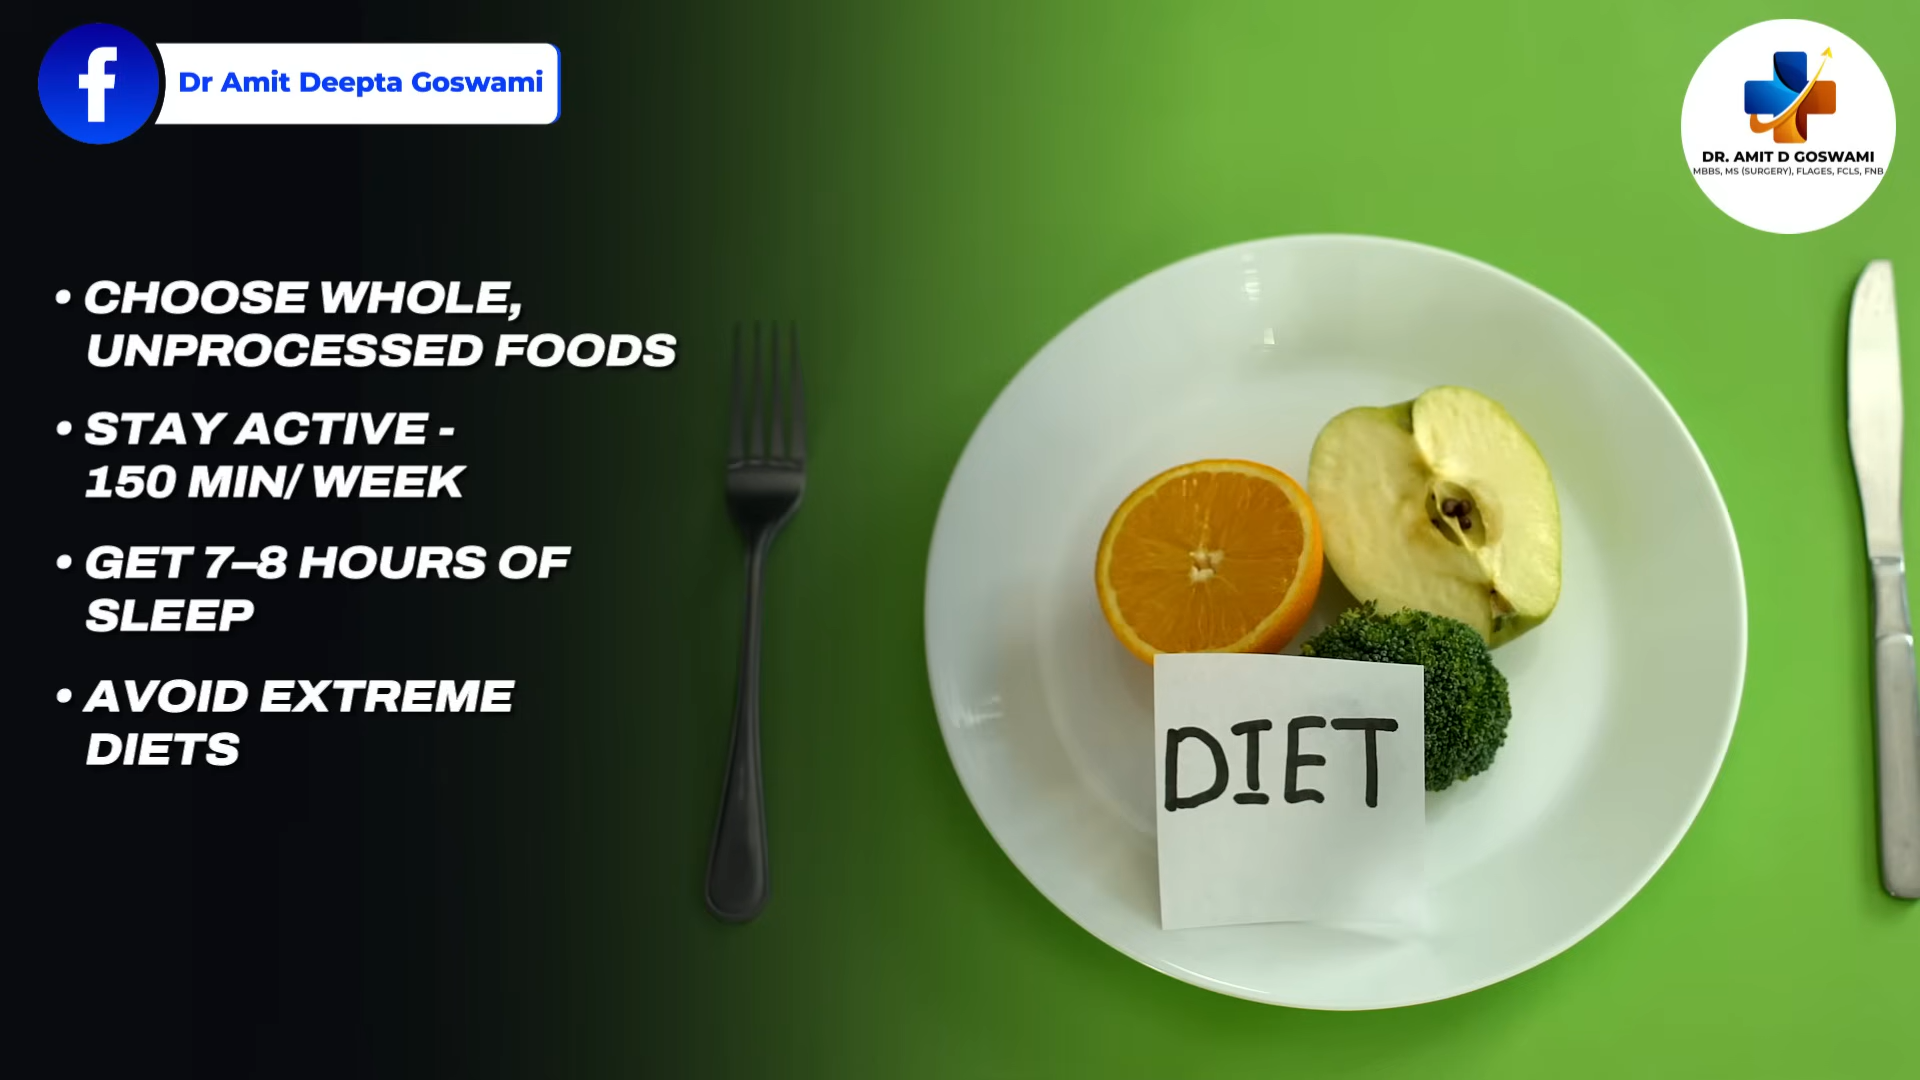 Dr Amit Deepta Goswami
DR. AMIT D GOSWAMI
MBBS, MS (SURGERY), FLAGES, FCLS, FNB
• CHOOSE WHOLE,
UNPROCESSED FOODS
• STAY ACTIVE -
150 MIN/ WEEK
• GET 7–8 HOURS OF
SLEEP
• AVOID EXTREME
DIETS
DIET